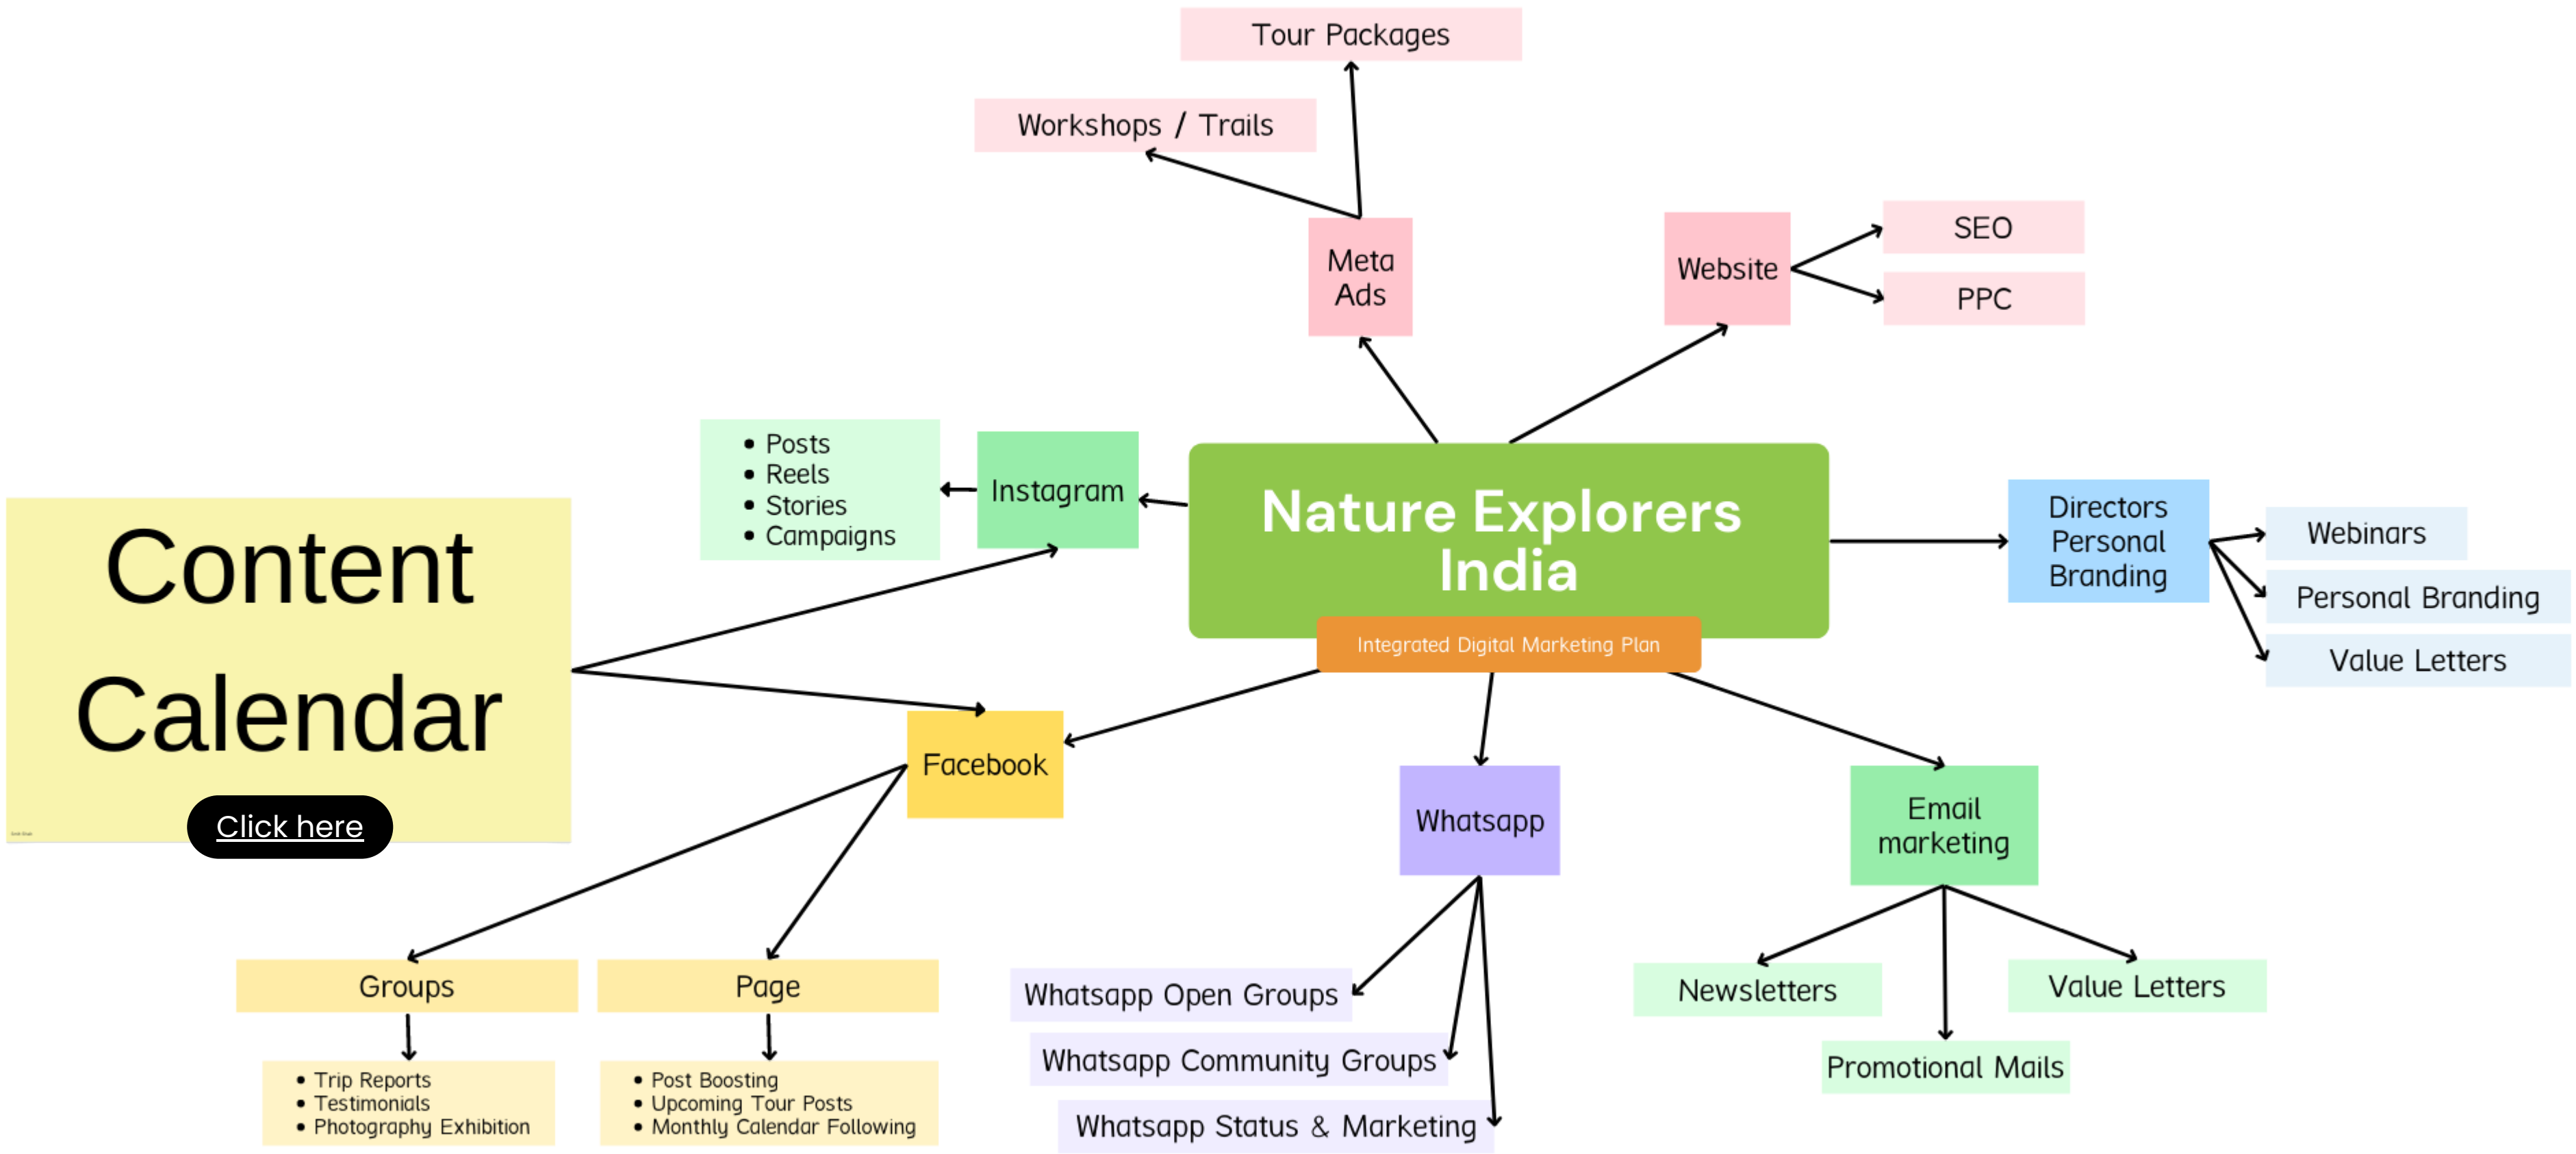 Tour Packages
Workshops / Trails
Meta
Ads
Website
SEO
PPC
• Posts
• Reels
• Stories
• Campaigns
Instagram
Nature Explorers
India
Integrated Digital Marketing Plan
Directors
Personal
Branding
Webinars
Personal Branding
Value Letters
Content
Calendar
Click here
Facebook
Whatsapp
Email
marketing
Groups
Page
• Trip Reports
• Testimonials
• Photography Exhibition
• Post Boosting
• Upcoming Tour Posts
• Monthly Calendar Following
Whatsapp Open Groups
Whatsapp Community Groups
Whatsapp Status & Marketing
Newsletters
Value Letters
Promotional Mails